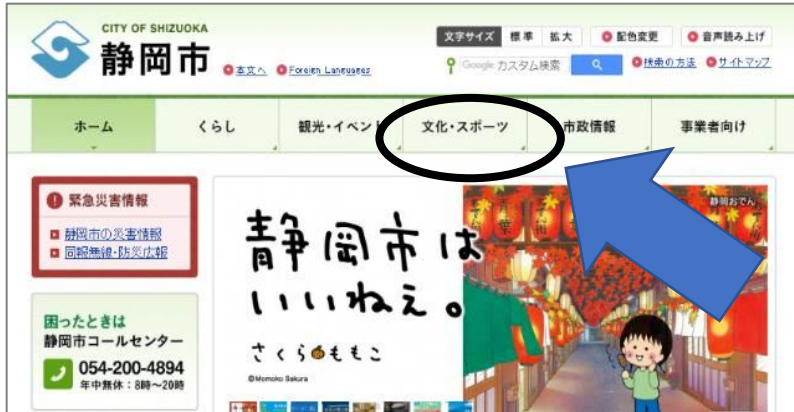 CITY OF SHIZUOKA
静岡市
本文へ Foreign Languages
文字サイズ 標準 拡大 配色変更 音声読み上げ
Google カスタム検索 検索の方法 サイトマップ
ホーム くらし 観光・イベント 文化・スポーツ 市政情報 事業者向け
緊急災害情報
静岡市の災害情報
同報無線・防災広報
困ったときは
静岡市コールセンター
054-200-4894
年中無休：8時～20時
静岡おでん
静岡市は
いいねぇ。
さくらももこ
©Momoko Sakura